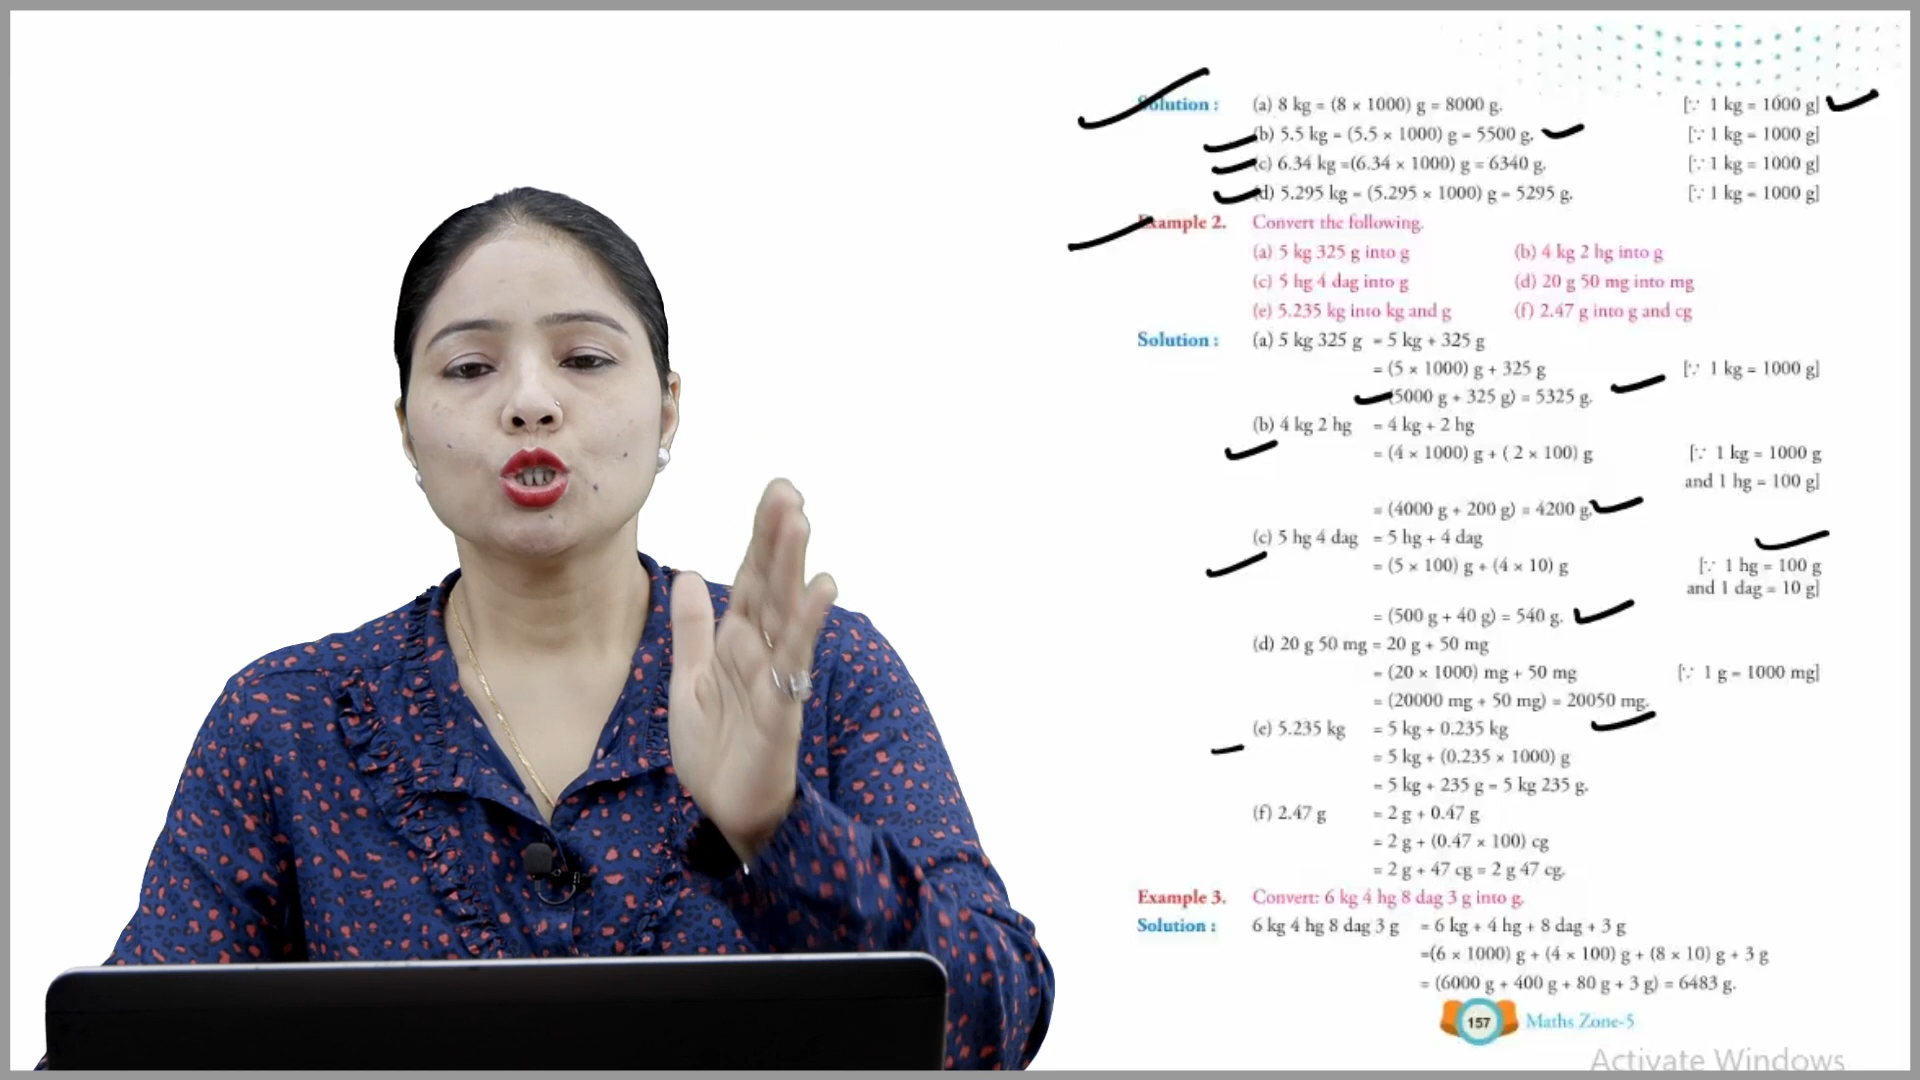 Solution : (a) 8 kg = (8 × 1000) g = 8000 g. [∵ 1 kg = 1000 g]
(b) 5.5 kg = (5.5 × 1000) g = 5500 g. [∵ 1 kg = 1000 g]
(c) 6.34 kg =(6.34 × 1000) g = 6340 g. [∵ 1 kg = 1000 g]
(d) 5.295 kg = (5.295 × 1000) g = 5295 g. [∵ 1 kg = 1000 g]
Example 2. Convert the following.
(a) 5 kg 325 g into g (b) 4 kg 2 hg into g
(c) 5 hg 4 dag into g (d) 20 g 50 mg into mg
(e) 5.235 kg into kg and g (f) 2.47 g into g and cg
Solution : (a) 5 kg 325 g = 5 kg + 325 g
= (5 × 1000) g + 325 g [∵ 1 kg = 1000 g]
(5000 g + 325 g) = 5325 g.
(b) 4 kg 2 hg = 4 kg + 2 hg
= (4 × 1000) g + ( 2 × 100) g [∵ 1 kg = 1000 g
and 1 hg = 100 g]
= (4000 g + 200 g) = 4200 g.
(c) 5 hg 4 dag = 5 hg + 4 dag
= (5 × 100) g + (4 × 10) g [∵ 1 hg = 100 g
and 1 dag = 10 g]
= (500 g + 40 g) = 540 g.
(d) 20 g 50 mg = 20 g + 50 mg
= (20 × 1000) mg + 50 mg [∵ 1 g = 1000 mg]
= (20000 mg + 50 mg) = 20050 mg.
(e) 5.235 kg = 5 kg + 0.235 kg
= 5 kg + (0.235 × 1000) g
= 5 kg + 235 g = 5 kg 235 g.
(f) 2.47 g = 2 g + 0.47 g
= 2 g + (0.47 × 100) cg
= 2 g + 47 cg = 2 g 47 cg.
Example 3. Convert: 6 kg 4 hg 8 dag 3 g into g.
Solution : 6 kg 4 hg 8 dag 3 g = 6 kg + 4 hg + 8 dag + 3 g
=(6 × 1000) g + (4 × 100) g + (8 × 10) g + 3 g
= (6000 g + 400 g + 80 g + 3 g) = 6483 g.
157 Maths Zone-5
Activate Windows